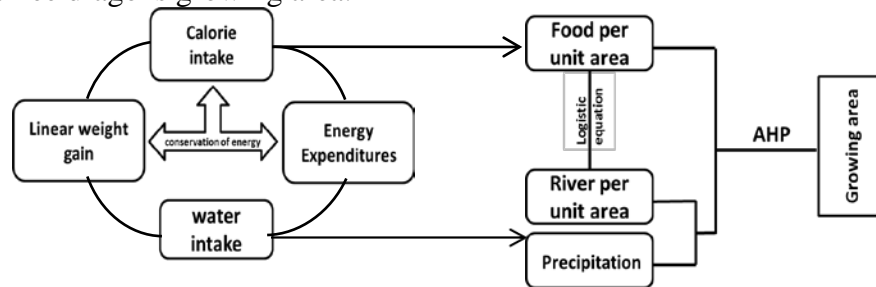 Calorie
intake
Linear weight
gain
conservation of energy
Energy
Expenditures
water
intake
Food per
unit area
Logistic
equation
River per
unit area
Precipitation
AHP
Growing area